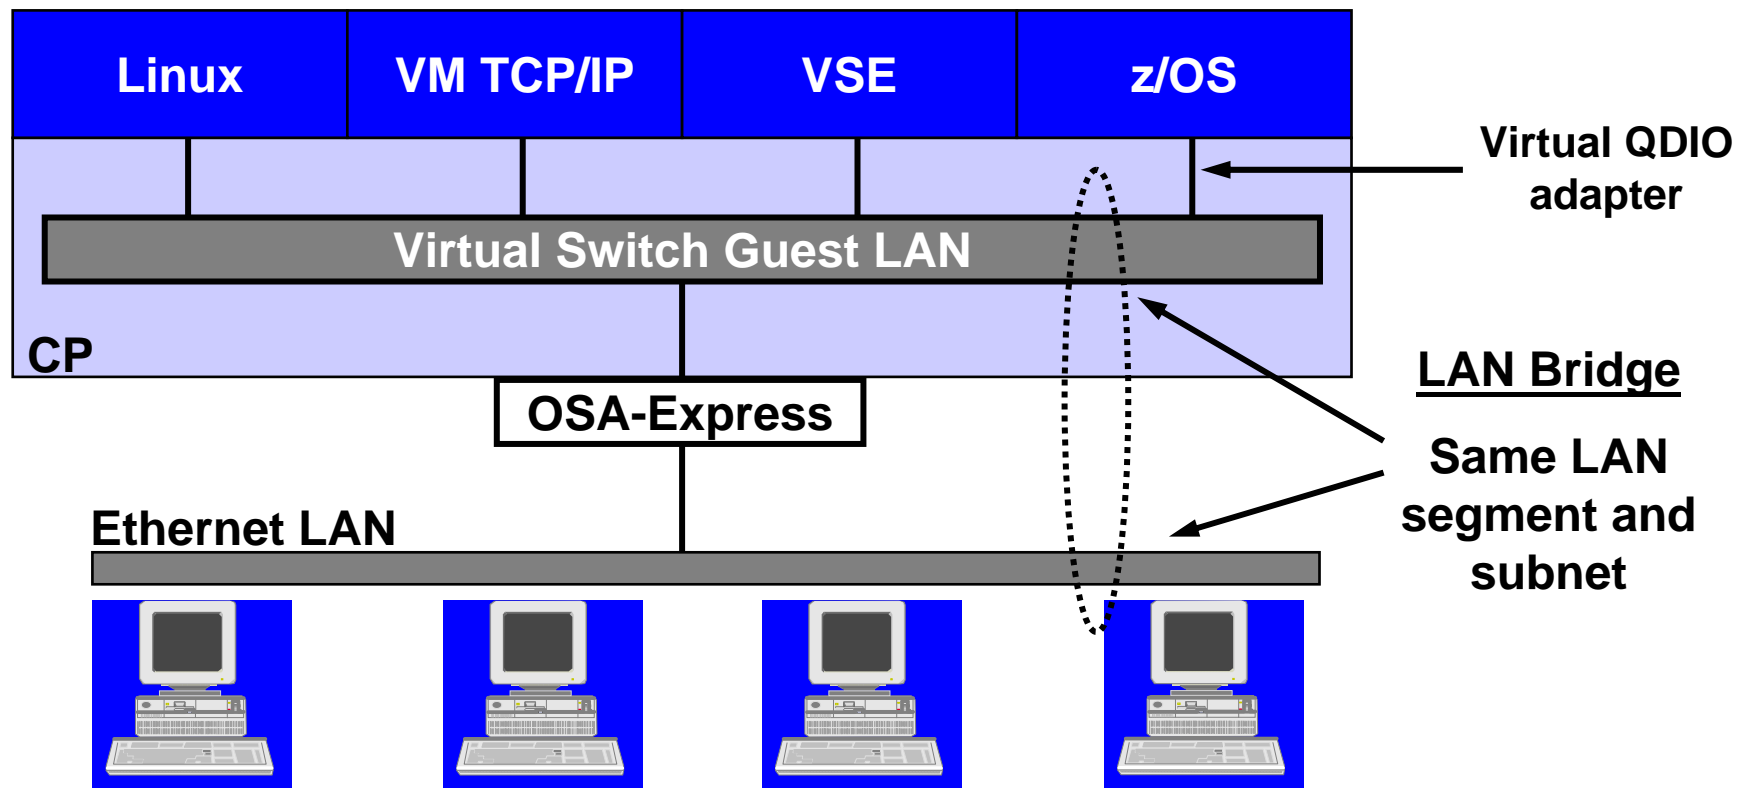 Linux
VM TCP/IP
VSE
z/OS
Virtual QDIO
adapter
Virtual Switch Guest LAN
CP
LAN Bridge
OSA-Express
Same LAN
segment and
subnet
Ethernet LAN